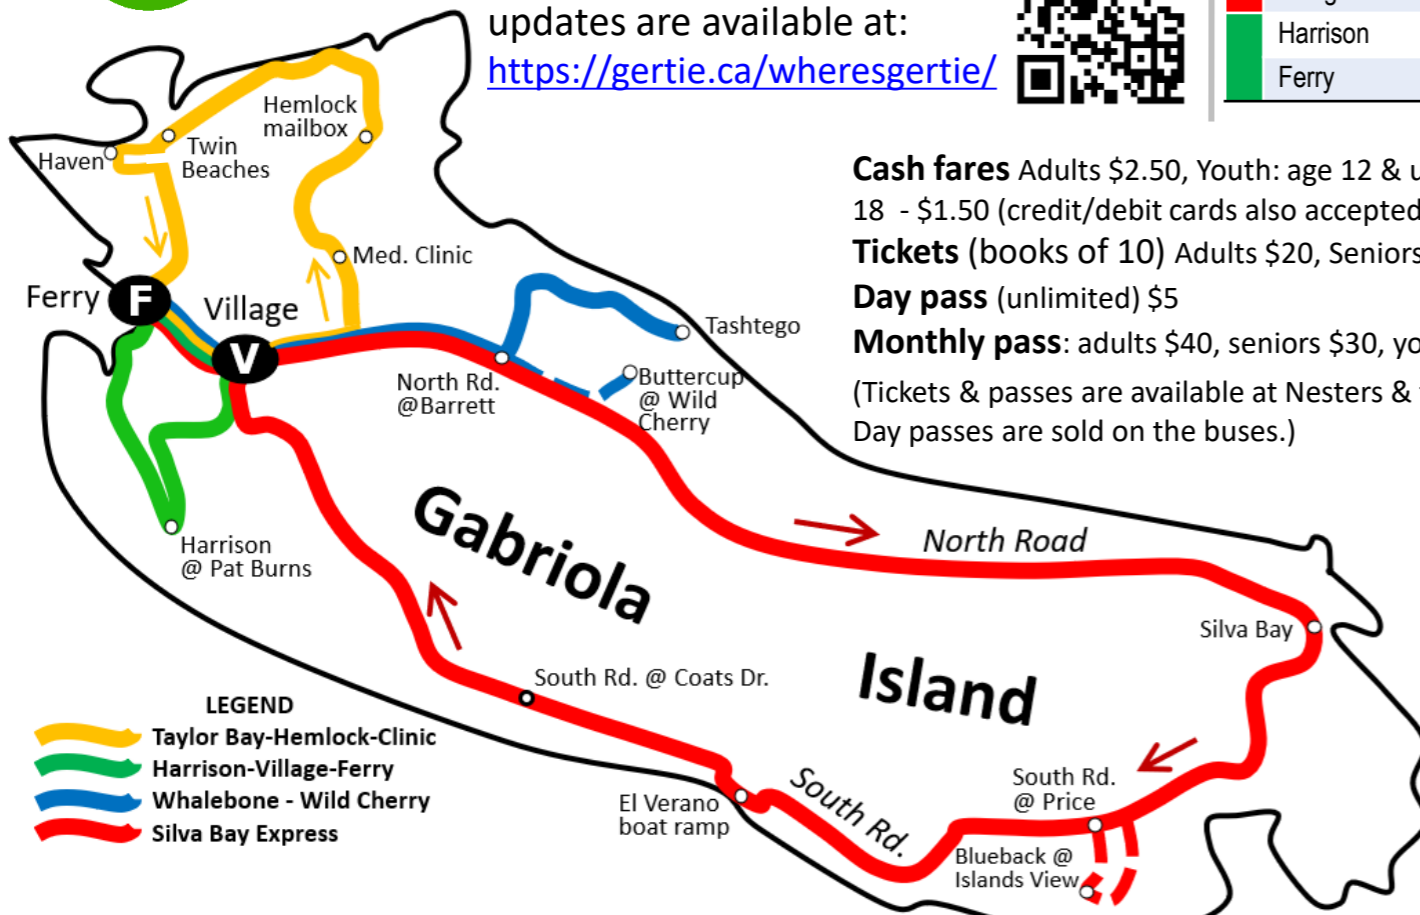 updates are available at:
https://gertie.ca/wheresgertie/
Harrison
Ferry
Cash fares Adults $2.50, Youth: age 12 &
18 - $1.50 (credit/debit cards also accepted
Tickets (books of 10) Adults $20, Seniors
Day pass (unlimited) $5
Monthly pass: adults $40, seniors $30,
(Tickets & passes are available at Nesters &
Day passes are sold on the buses.)
Hemlock
mailbox
Twin
Beaches
Haven
Med. Clinic
Ferry
F
Village
V
Tashtego
North Rd.
@Barrett
Buttercup
@ Wild
Cherry
Harrison
@ Pat Burns
Gabriola
Island
North Road
Silva Bay
South Rd. @ Coats Dr.
South Rd.
@ Price
El Verano
boat ramp
South Rd.
Blueback @
Islands View
LEGEND
Taylor Bay-Hemlock-Clinic
Harrison-Village-Ferry
Whalebone - Wild Cherry
Silva Bay Express